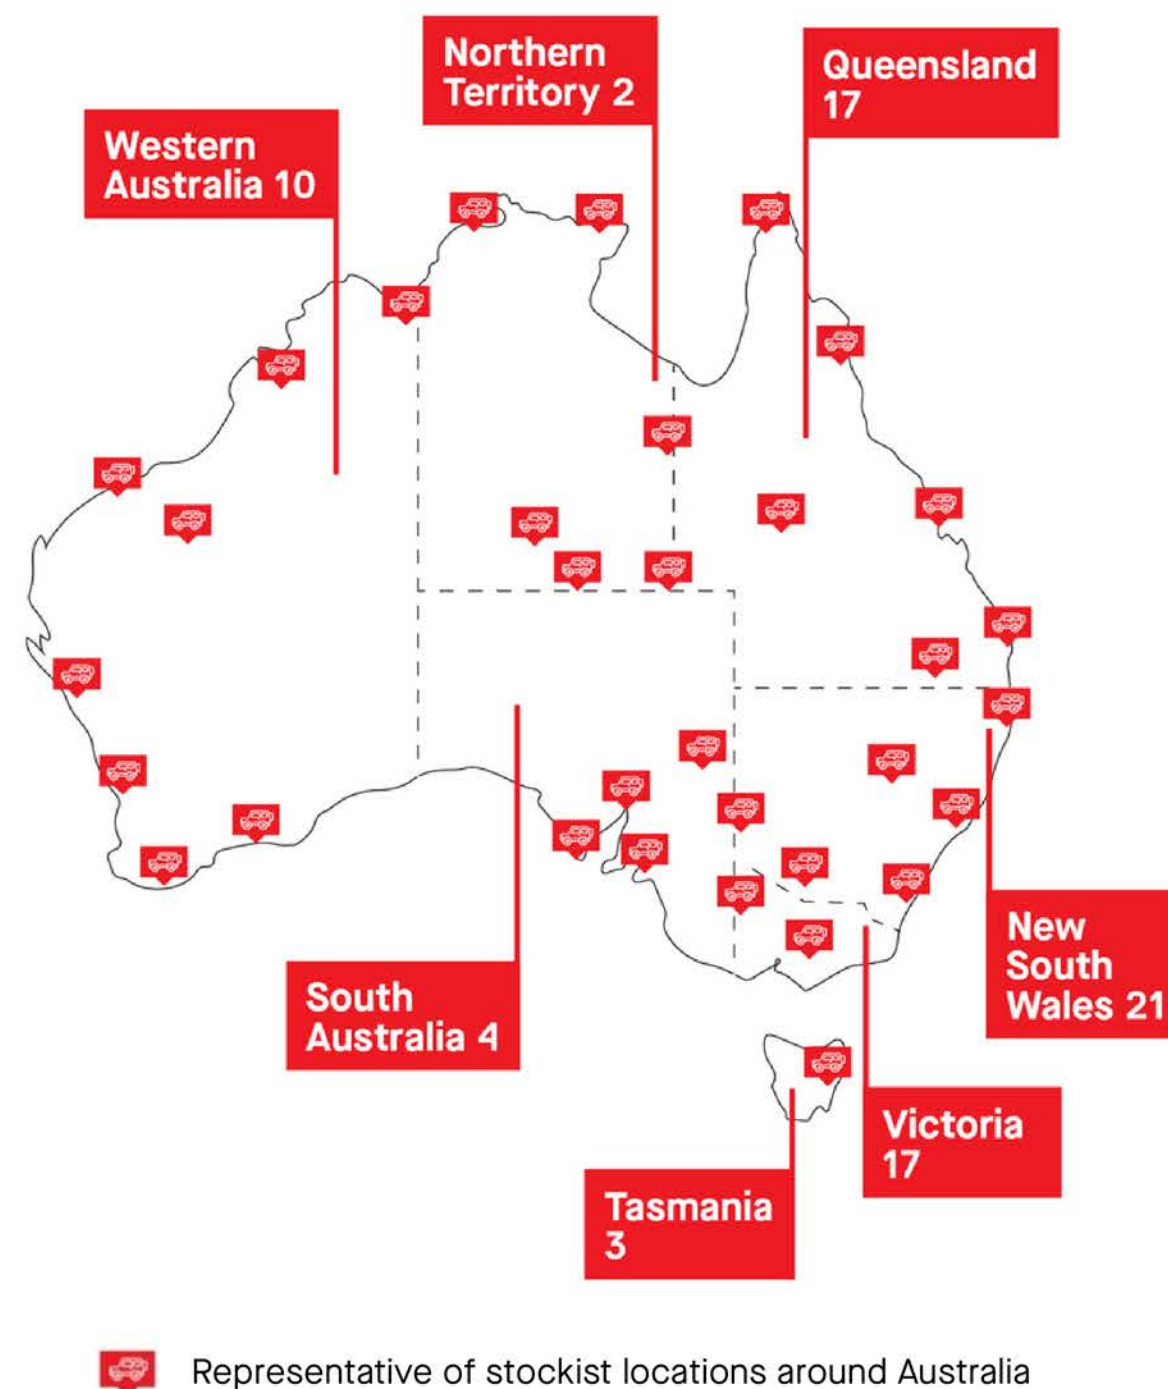 Northern
Territory 2
Queensland
17
Western
Australia 10
New
South
Wales 21
South
Australia 4
Victoria
17
Tasmania
3
Representative of stockist locations around Australia